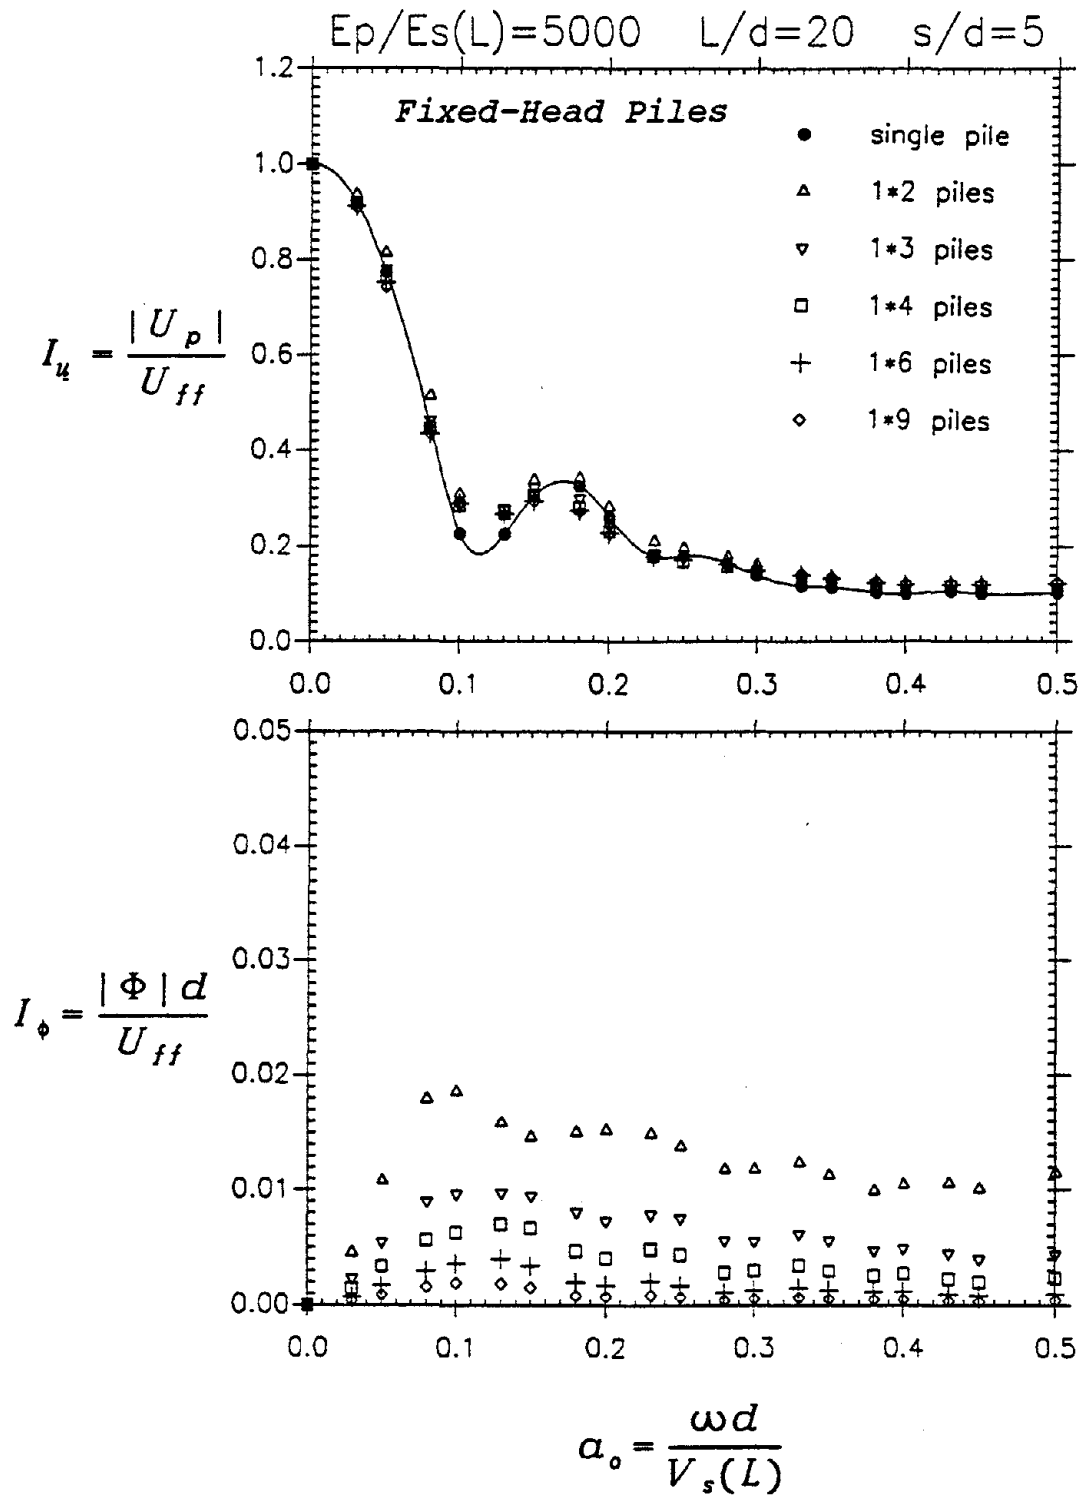 Ep/Es(L)=5000 L/d=20 s/d=5
Fixed-Head Piles
single pile
1*2 piles
1*3 piles
1*4 piles
1*6 piles
1*9 piles
1.2
1.0
0.8
0.6
0.4
0.2
0.0
I_u = |U_p| / U_ff
0.0 0.1 0.2 0.3 0.4 0.5
0.05
0.04
0.03
0.02
0.01
0.00
I_ϕ = |Φ|d / U_ff
0.0 0.1 0.2 0.3 0.4 0.5
a_o = ωd / V_s(L)